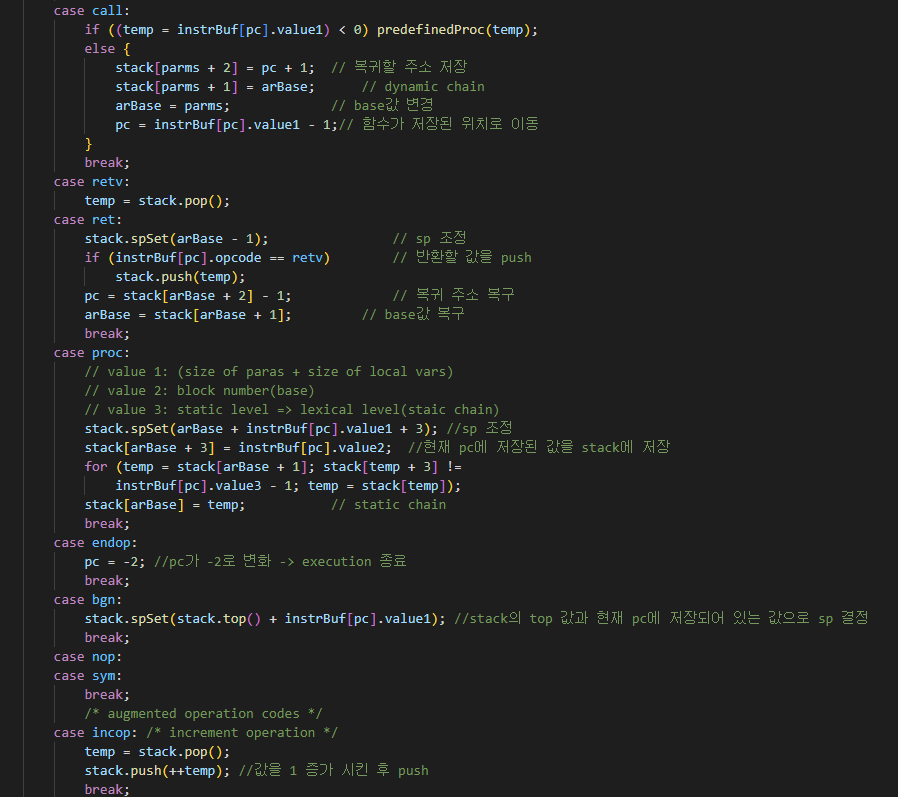 case call:
if ((temp = instrBuf[pc].value1) < 0) predefinedProc(temp);
else {
stack[parms + 2] = pc + 1;  // 복귀할 주소 저장
stack[parms + 1] = arBase;      // dynamic chain
arBase = parms;             // base값 변경
pc = instrBuf[pc].value1 - 1;// 함수가 저장된 위치로 이동
}
break;
case retv:
temp = stack.pop();
case ret:
stack.spSet(arBase - 1);                // sp 조정
if (instrBuf[pc].opcode == retv)        // 반환할 값을 push
stack.push(temp);
pc = stack[arBase + 2] - 1;             // 복귀 주소 복구
arBase = stack[arBase + 1];         // base값 복구
break;
case proc:
// value 1: (size of paras + size of local vars)
// value 2: block number(base)
// value 3: static level => lexical level(staic chain)
stack.spSet(arBase + instrBuf[pc].value1 + 3); //sp 조정
stack[arBase + 3] = instrBuf[pc].value2;  //현재 pc에 저장된 값을 stack에 저장
for (temp = stack[arBase + 1]; stack[temp + 3] !=
instrBuf[pc].value3 - 1; temp = stack[temp]);
stack[arBase] = temp;           // static chain
break;
case endop:
pc = -2; //pc가 -2로 변화 -> execution 종료
break;
case bgn:
stack.spSet(stack.top() + instrBuf[pc].value1); //stack의 top 값과 현재 pc에 저장되어 있는 값으로 sp 결정
break;
case nop:
case sym:
break;
/* augmented operation codes */
case incop: /* increment operation */
temp = stack.pop();
stack.push(++temp); //값을 1 증가 시킨 후 push
break;